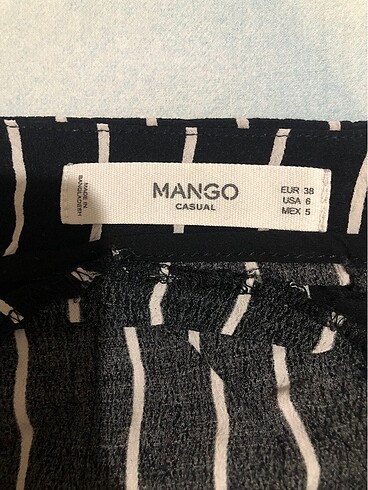 MADE IN
BANGLADESH
MANGO
CASUAL
EUR 38
USA 6
MEX 5